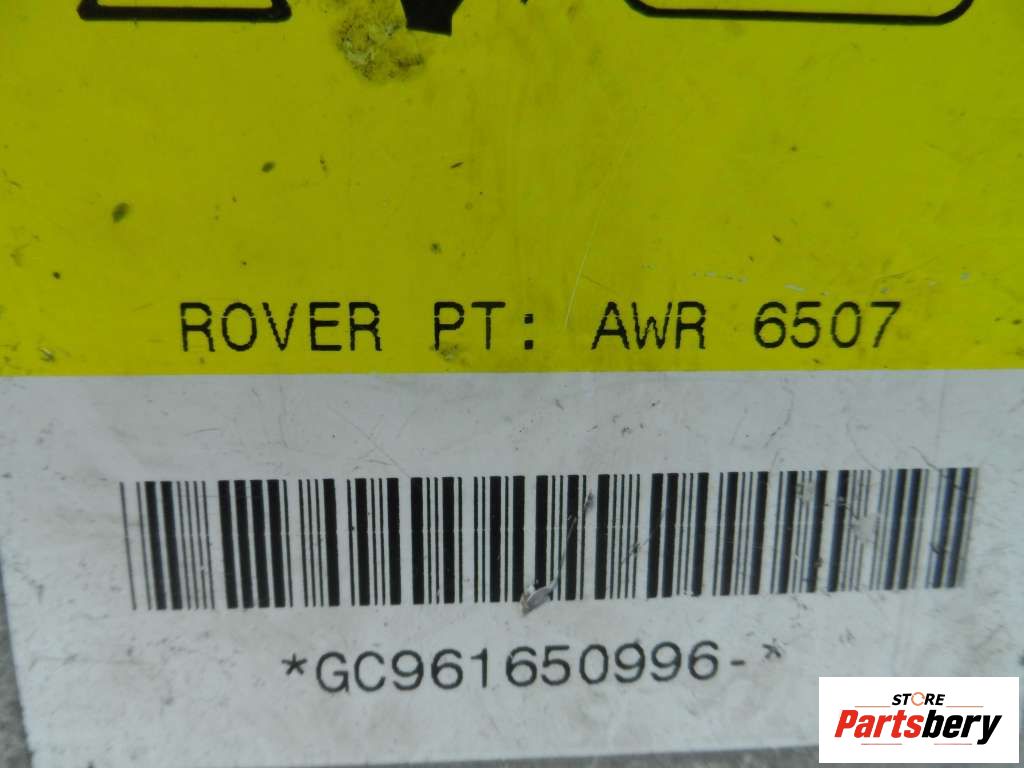 ROVER PT: AWR 6507
*GC961650996-*
STORE
Partsbery